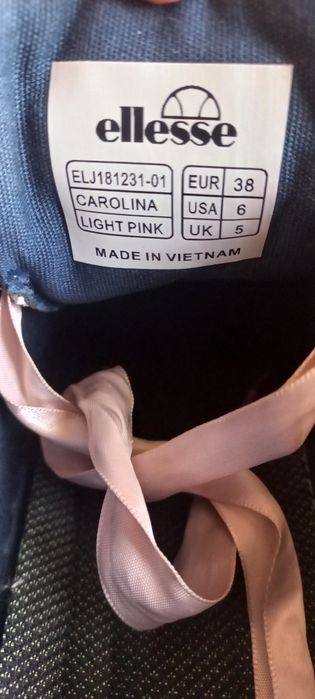 ellesse
ELJ181231-01
CAROLINA
LIGHT PINK
EUR 38
USA 6
UK 5
MADE IN VIETNAM